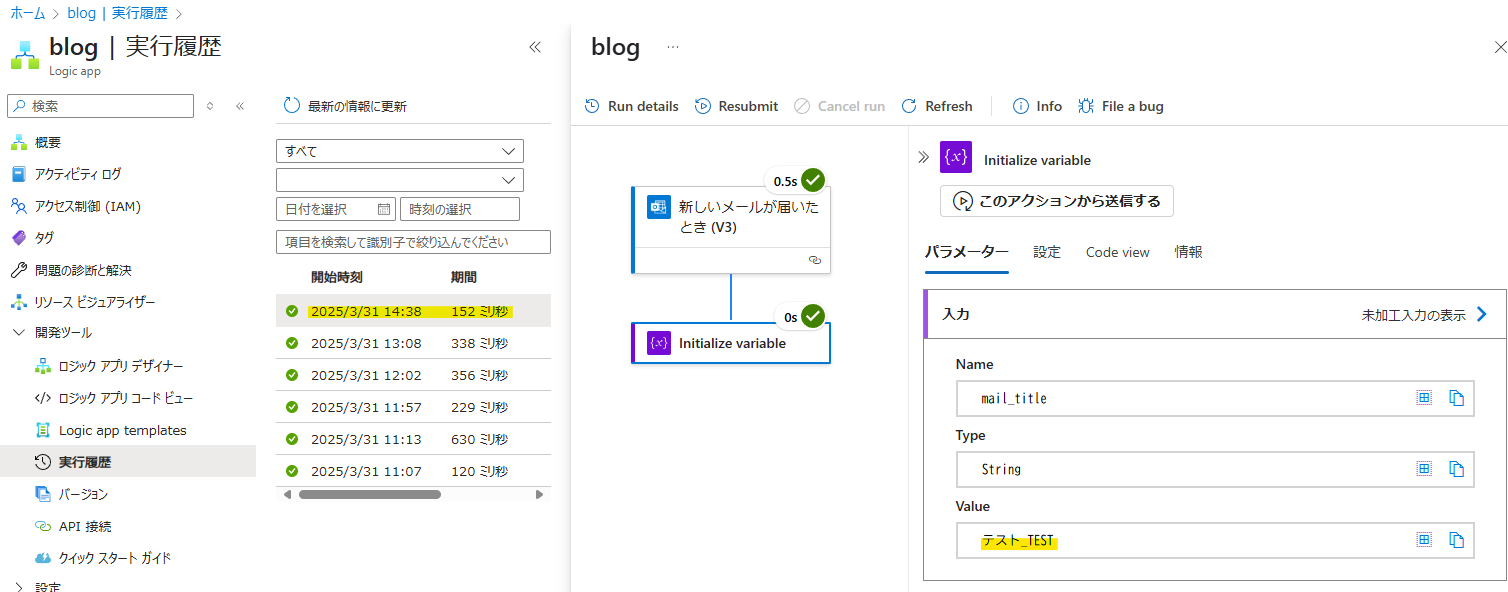 ホーム > blog | 実行履歴 >
blog | 実行履歴
Logic app
検索
概要
アクティビティ ログ
アクセス制御 (IAM)
タグ
問題の診断と解決
リソース ビジュアライザー
開発ツール
ロジック アプリ デザイナー
ロジック アプリ コード ビュー
Logic app templates
実行履歴
バージョン
API 接続
クイック スタート ガイド
設定
最新の情報に更新
すべて
日付を選択 時刻の選択
項目を検索して識別子で絞り込んでください
開始時刻 期間
2025/3/31 14:38 152 ミリ秒
2025/3/31 13:08 338 ミリ秒
2025/3/31 12:02 356 ミリ秒
2025/3/31 11:57 229 ミリ秒
2025/3/31 11:13 630 ミリ秒
2025/3/31 11:07 120 ミリ秒
blog ...
Run details Resubmit Cancel run Refresh Info File a bug
0.5s
新しいメールが届いた
とき (V3)
0s
{x} Initialize variable
{x} Initialize variable
このアクションから送信する
パラメーター 設定 Code view 情報
入力 未加工入力の表示
Name
mail_title
Type
String
Value
テスト_TEST